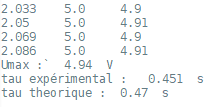 2.033 5.0 4.9
2.05 5.0 4.91
2.069 5.0 4.9
2.086 5.0 4.91
Umax :` 4.94 V
tau expérimental : 0.451 s
tau theorique : 0.47 s